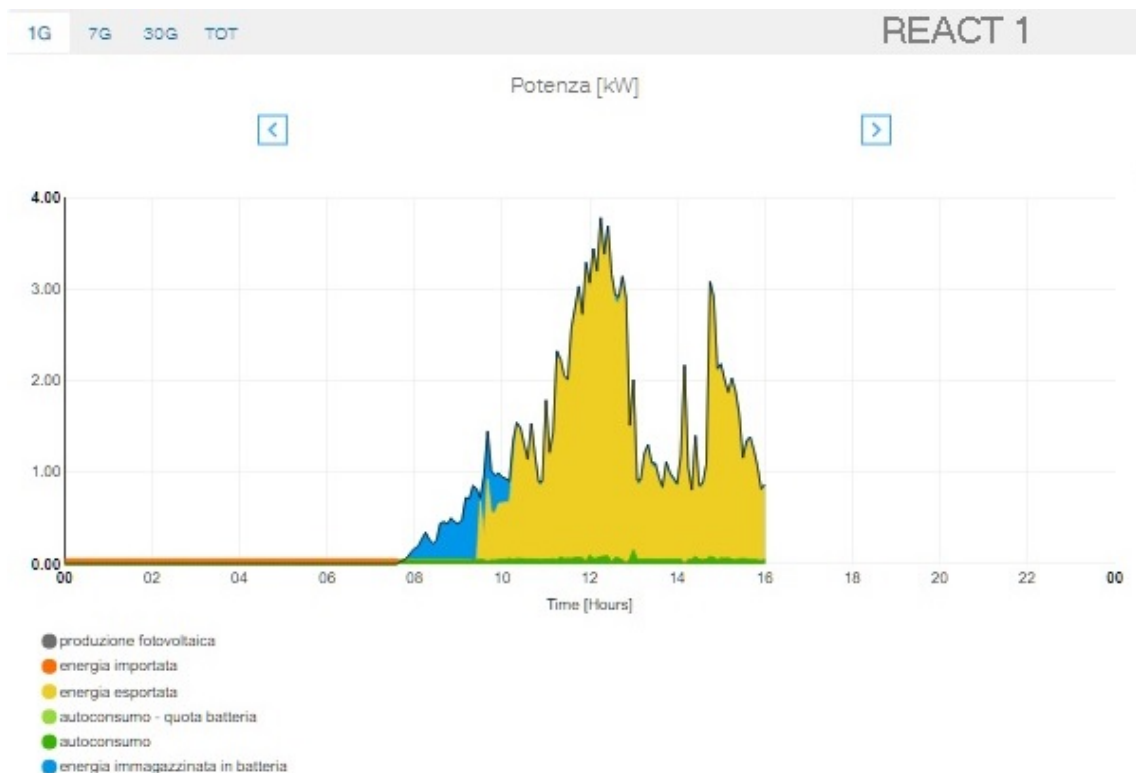 1G 7G 30G TOT REACT 1
Potenza [kW]
4.00
3.00
2.00
1.00
0.00
00 02 04 06 08 10 12 14 16 18 20 22 00
Time [Hours]
produzione fotovoltaica
energia importata
energia esportata
autoconsumo - quota batteria
autoconsumo
energia immagazzinata in batteria